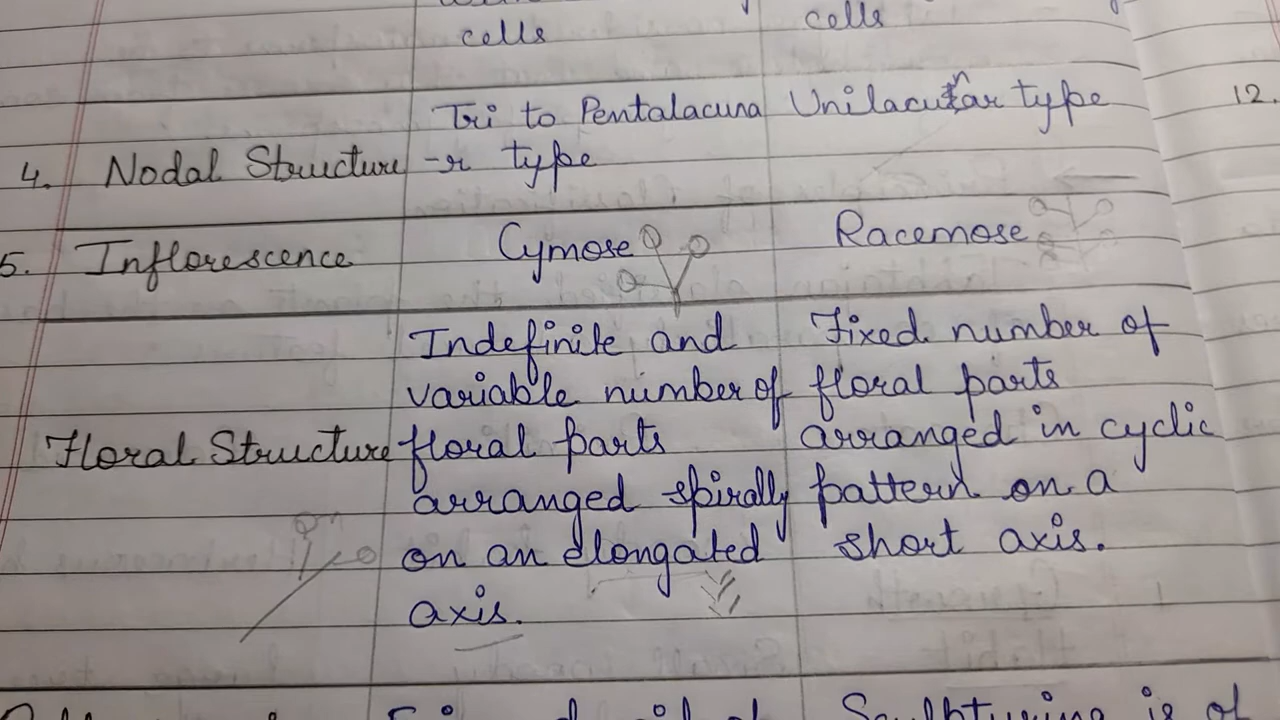 cells
cells
Tri to Pentalacuna
Unilacunar type
12.
4. Nodal Structure
-r type
5. Inflorescence
Cymose
Racemose
Floral Structure
Indefinite and
variable number of
floral parts
arranged spirally
on an elongated
axis.
Fixed number of
floral parts
arranged in cyclic
pattern on a
short axis.
is of